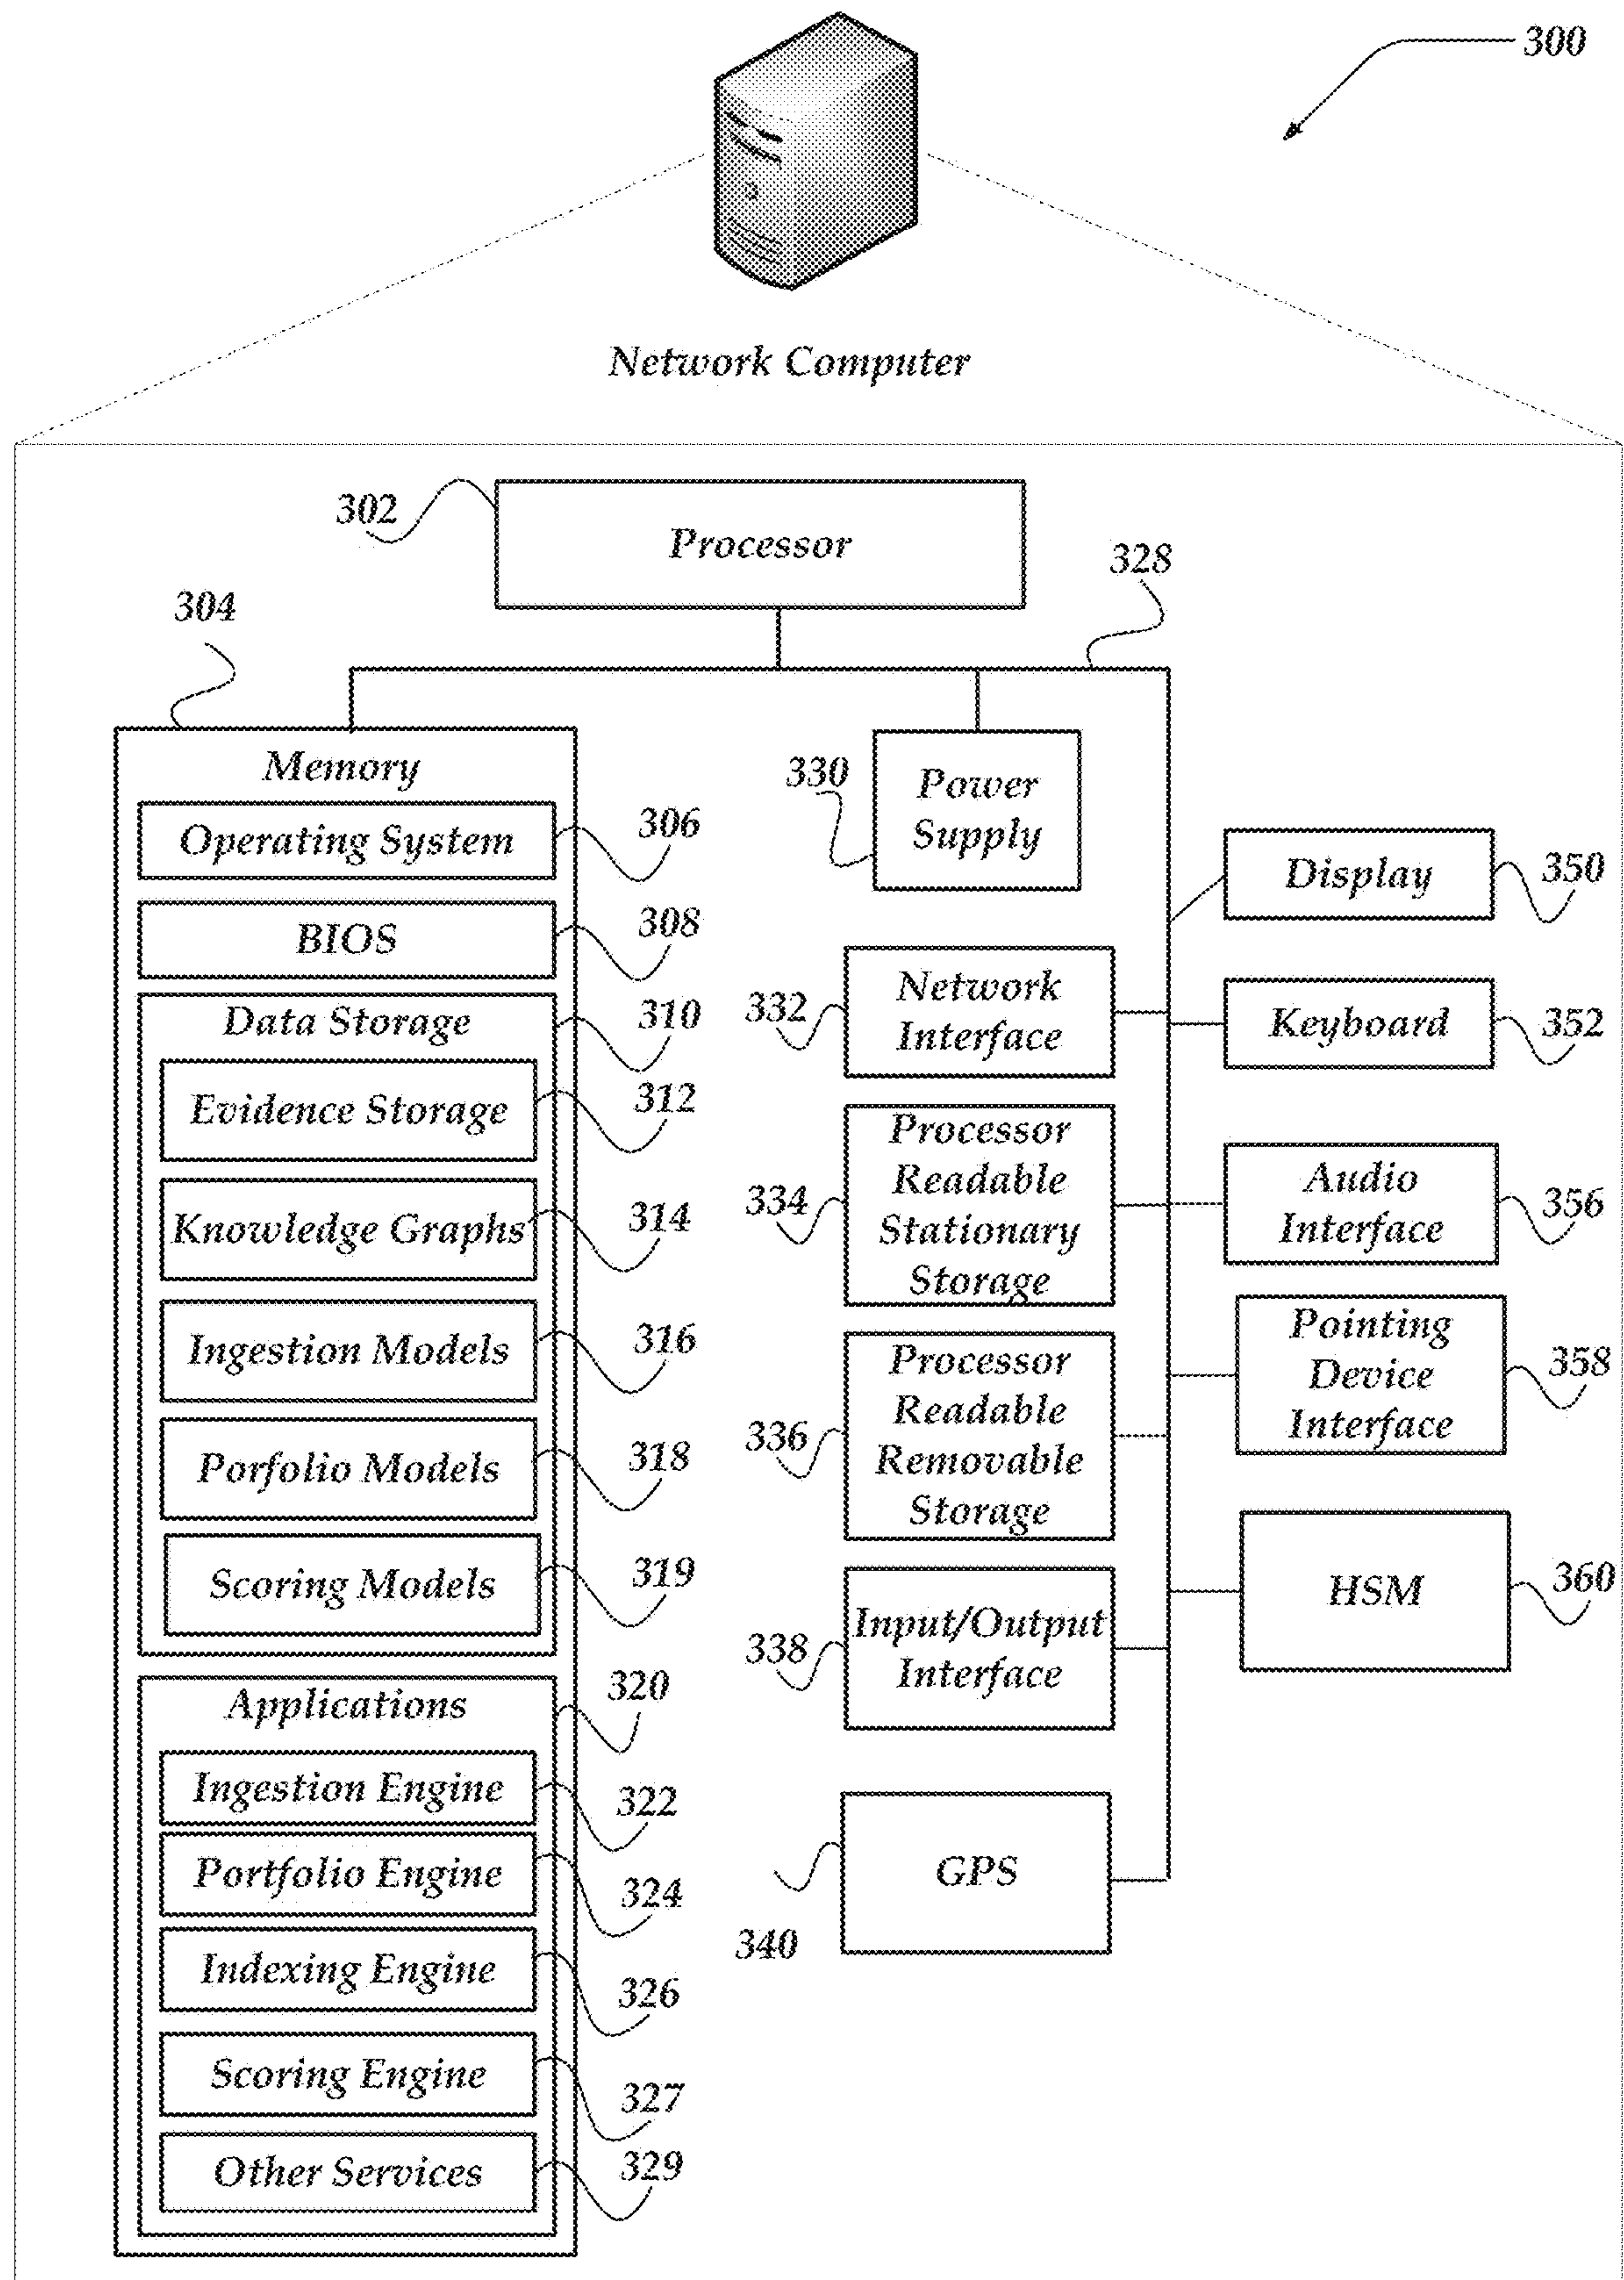 300
Network Computer
302
Processor
328
304
Memory
Operating System
306
BIOS
308
Data Storage
310
Evidence Storage
312
Knowledge Graphs
314
Ingestion Models
316
Porfolio Models
318
Scoring Models
319
Applications
320
Ingestion Engine
322
Portfolio Engine
324
Indexing Engine
326
Scoring Engine
327
Other Services
329
330
Power
Supply
332
Network
Interface
334
Processor
Readable
Stationary
Storage
336
Processor
Readable
Removable
Storage
338
Input/Output
Interface
340
GPS
Display
350
Keyboard
352
Audio
Interface
356
Pointing
Device
Interface
358
HSM
360